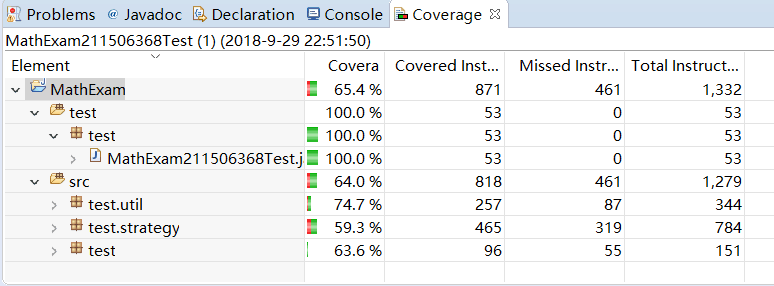 Problems Javadoc Declaration Console Coverage
MathExam211506368Test (1) (2018-9-29 22:51:50)
Element Covera Covered Inst... Missed Instr... Total Instruct...
MathExam 65.4 % 871 461 1,332
test 100.0 % 53 0 53
test 100.0 % 53 0 53
MathExam211506368Test.j 100.0 % 53 0 53
src 64.0 % 818 461 1,279
test.util 74.7 % 257 87 344
test.strategy 59.3 % 465 319 784
test 63.6 % 96 55 151